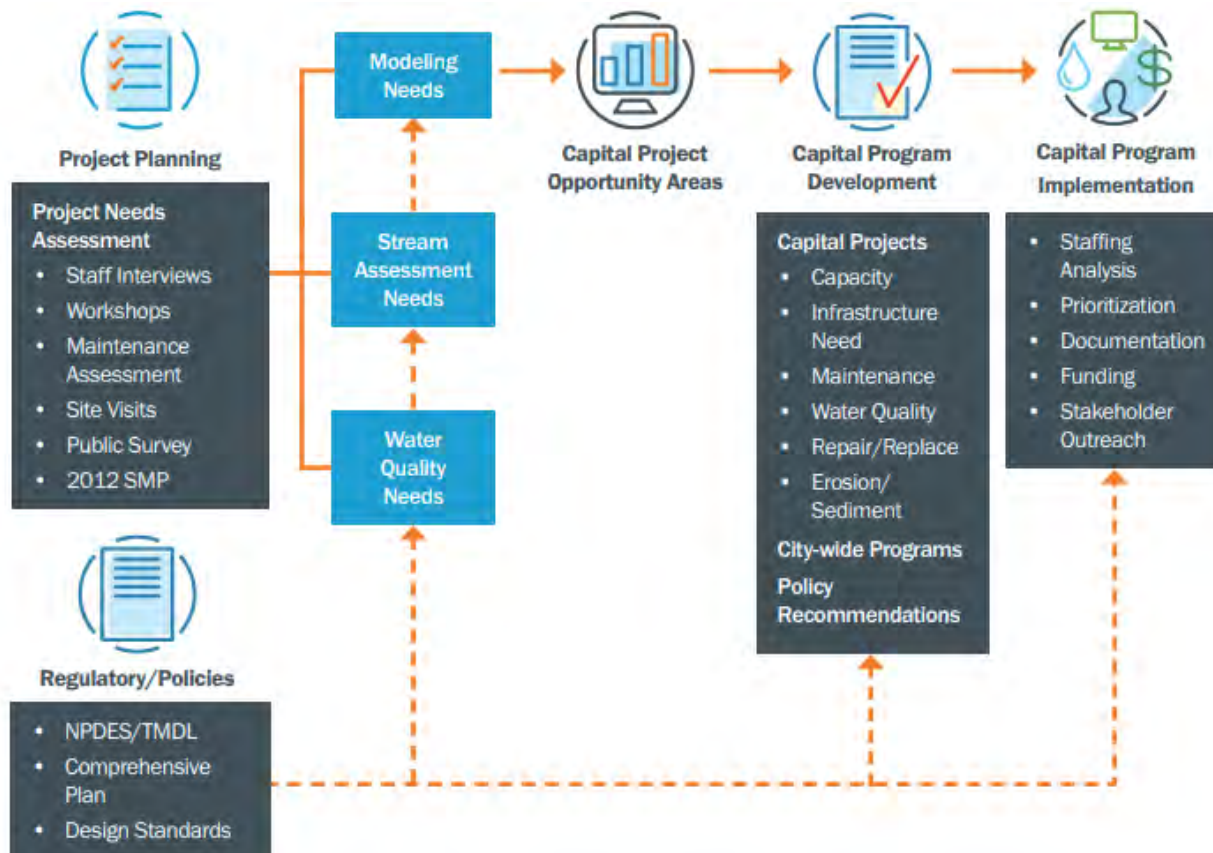 Project Planning
Project Needs
Assessment
• Staff Interviews
• Workshops
• Maintenance
Assessment
• Site Visits
• Public Survey
• 2012 SMP
Regulatory/Policies
• NPDES/TMDL
• Comprehensive
Plan
• Design Standards
Modeling
Needs
Stream
Assessment
Needs
Water
Quality
Needs
Capital Project
Opportunity Areas
Capital Program
Development
Capital Projects
• Capacity
• Infrastructure
Need
• Maintenance
• Water Quality
• Repair/Replace
• Erosion/
Sediment
City-wide Programs
Policy
Recommendations
Capital Program
Implementation
• Staffing
Analysis
• Prioritization
• Documentation
• Funding
• Stakeholder
Outreach